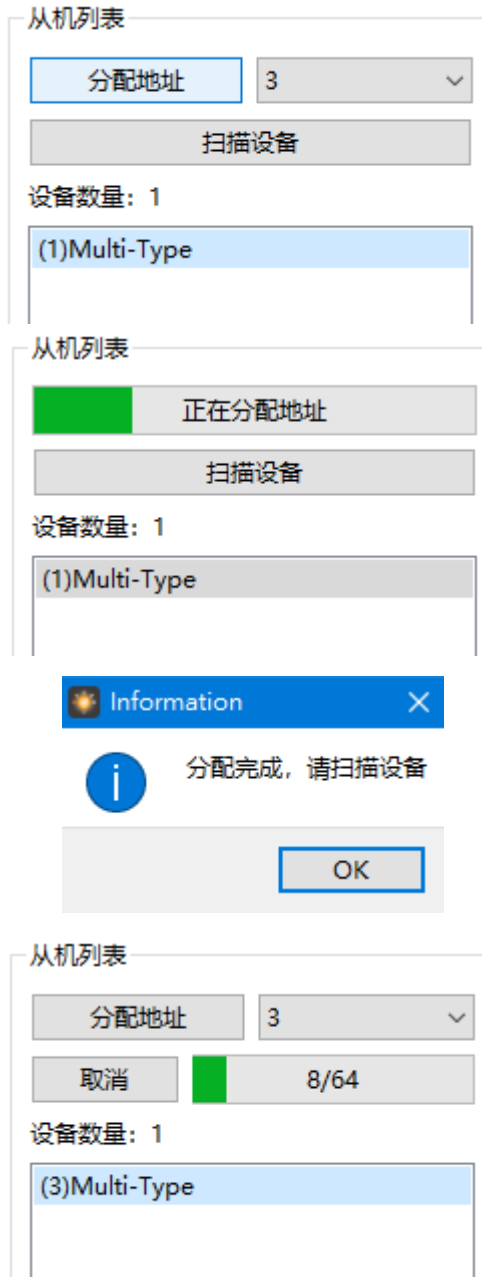 从机列表
分配地址 3
扫描设备
设备数量：1
(1)Multi-Type
从机列表
正在分配地址
扫描设备
设备数量：1
(1)Multi-Type
Information
分配完成，请扫描设备
OK
从机列表
分配地址 3
取消 8/64
设备数量：1
(3)Multi-Type